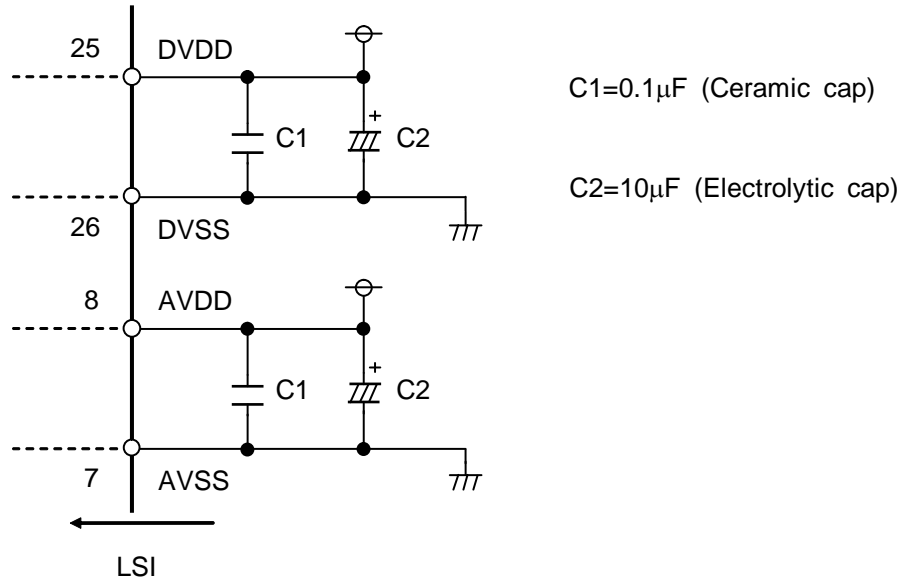 25 DVDD
+
C1 C2
26 DVSS
8 AVDD
+
C1 C2
7 AVSS
LSI
C1=0.1μF (Ceramic cap)
C2=10μF (Electrolytic cap)